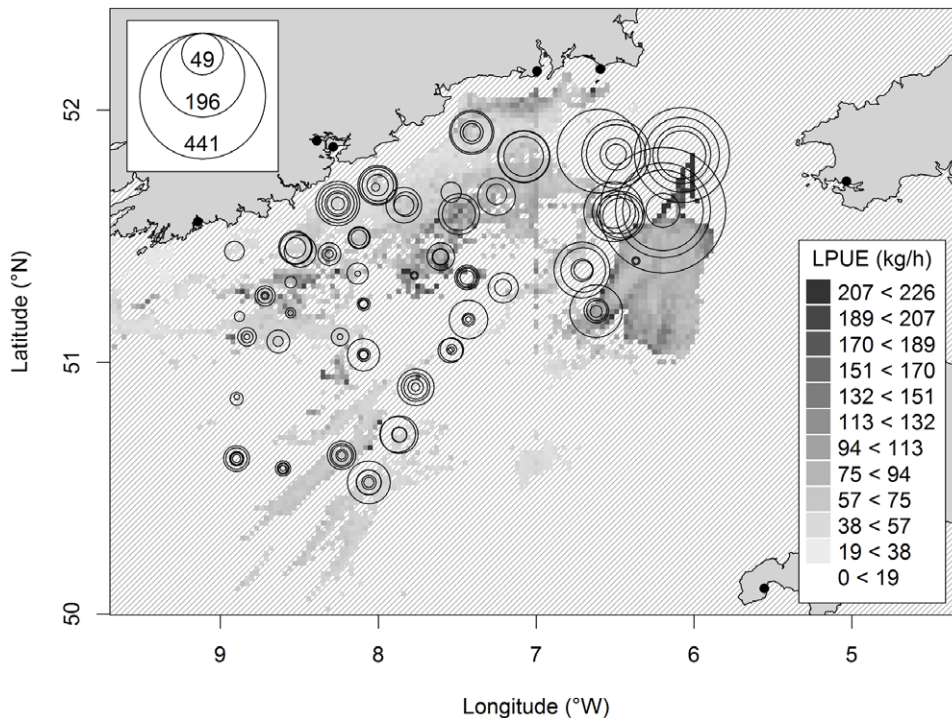 49
196
441
52
51
50
Latitude (°N)
LPUE (kg/h)
207 < 226
189 < 207
170 < 189
151 < 170
132 < 151
113 < 132
94 < 113
75 < 94
57 < 75
38 < 57
19 < 38
0 < 19
9
8
7
6
5
Longitude (°W)